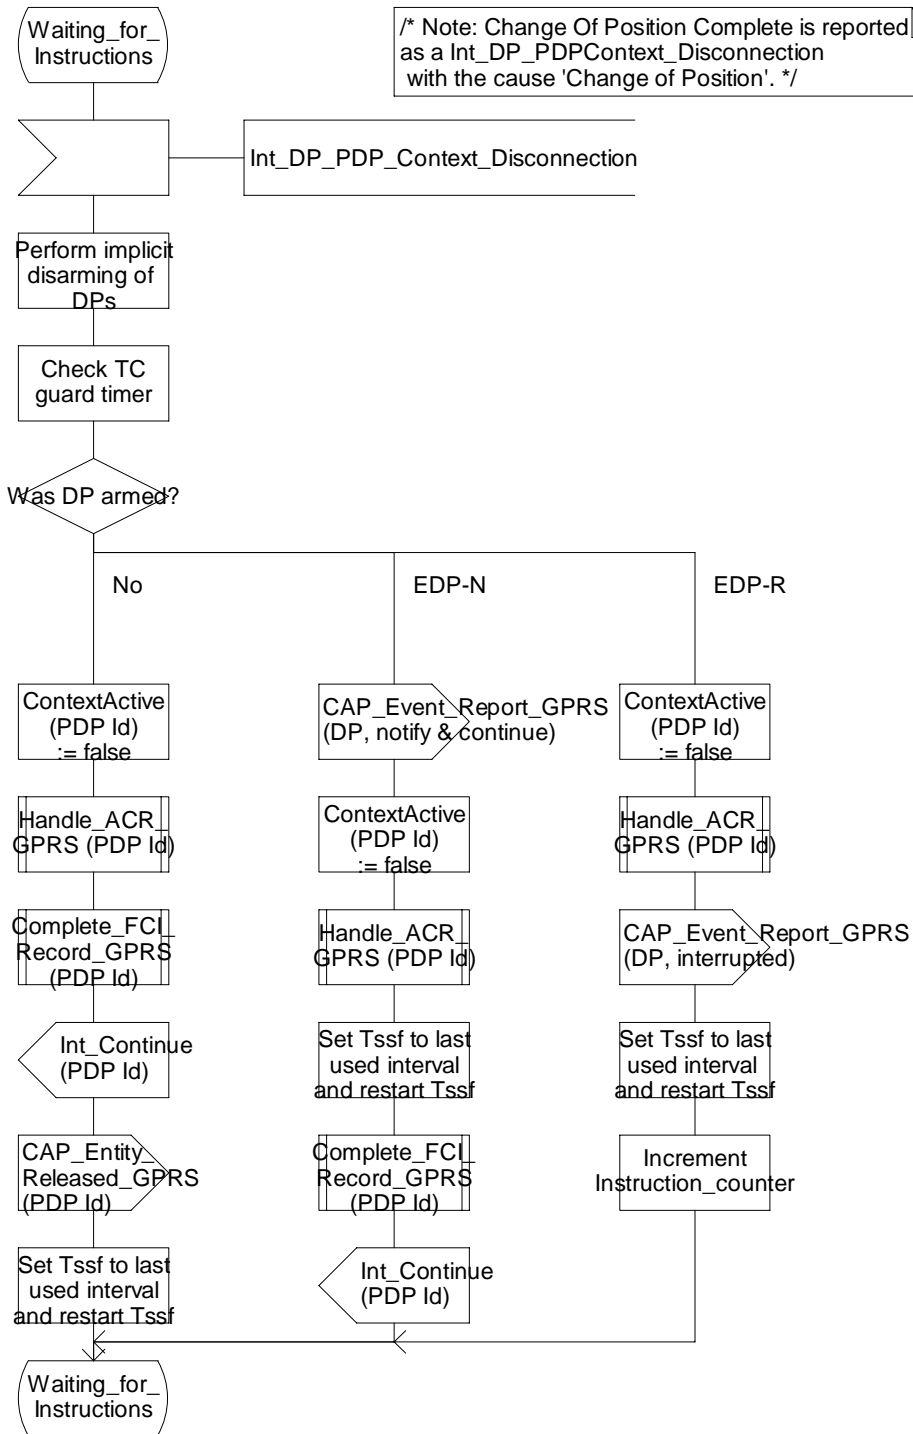 Waiting_for_
Instructions
/* Note: Change Of Position Complete is reported
as a Int_DP_PDPContext_Disconnection
with the cause 'Change of Position'. */
Int_DP_PDP_Context_Disconnection
Perform implicit
disarming of
DPs
Check TC
guard timer
Was DP armed?
No
EDP-N
EDP-R
ContextActive
(PDP Id)
:= false
Handle_ACR_
GPRS (PDP Id)
Complete_FCI_
Record_GPRS
(PDP Id)
Int_Continue
(PDP Id)
CAP_Entity_
Released_GPRS
(PDP Id)
Set Tssf to last
used interval
and restart Tssf
CAP_Event_Report_GPRS
(DP, notify & continue)
ContextActive
(PDP Id)
:= false
Handle_ACR_
GPRS (PDP Id)
Set Tssf to last
used interval
and restart Tssf
Complete_FCI_
Record_GPRS
(PDP Id)
Int_Continue
(PDP Id)
ContextActive
(PDP Id)
:= false
Handle_ACR_
GPRS (PDP Id)
CAP_Event_Report_GPRS
(DP, interrupted)
Set Tssf to last
used interval
and restart Tssf
Increment
Instruction_counter
Waiting_for_
Instructions